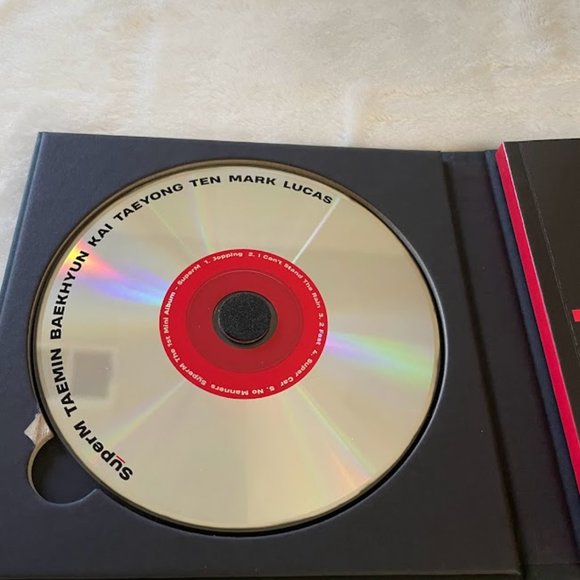 SuperM TAEMIN BAEKHYUN KAI TAEYONG TEN MARK LUCAS
SuperM The 1st Mini Album - SuperM 1. Jopping 2. I Can't Stand The Rain 3. 2 Fast 4. Super Car 5. No Manners